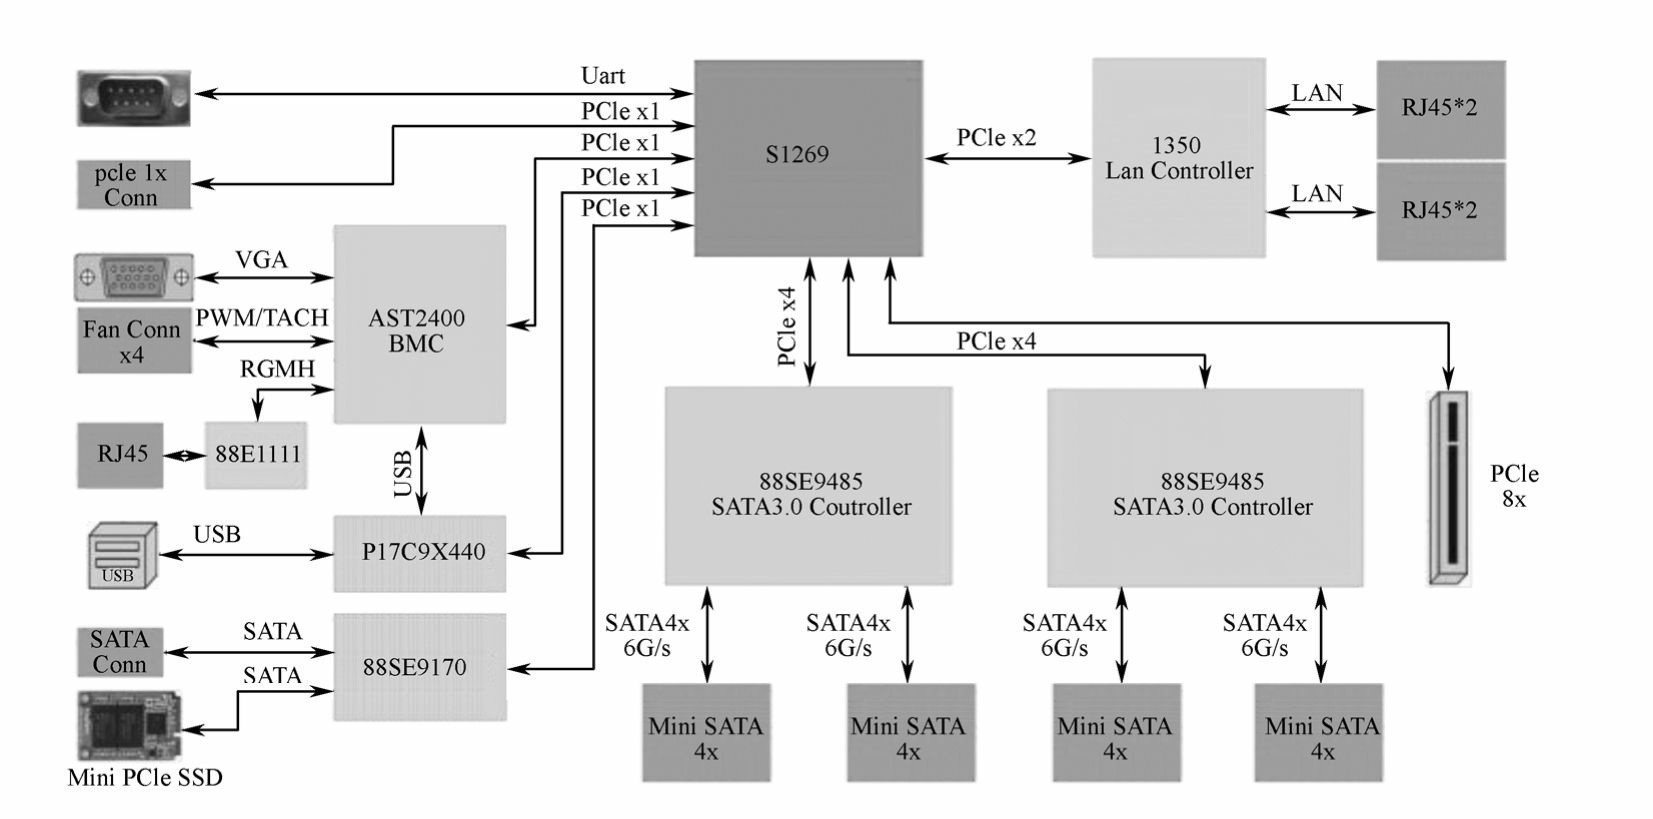 Uart
PCle x1
PCle x1
PCle x1
PCle x1
pcle 1x
Conn
S1269
PCle x2
1350
Lan Controller
LAN
RJ45*2
LAN
RJ45*2
VGA
Fan Conn
x4
PWM/TACH
AST2400
BMC
RGMH
RJ45
88E1111
USB
USB
USB
P17C9X440
SATA
Conn
SATA
SATA
88SE9170
Mini PCle SSD
PCle x4
PCle x4
88SE9485
SATA3.0 Coutroller
88SE9485
SATA3.0 Controller
PCle
8x
SATA4x
6G/s
SATA4x
6G/s
SATA4x
6G/s
SATA4x
6G/s
Mini SATA
4x
Mini SATA
4x
Mini SATA
4x
Mini SATA
4x